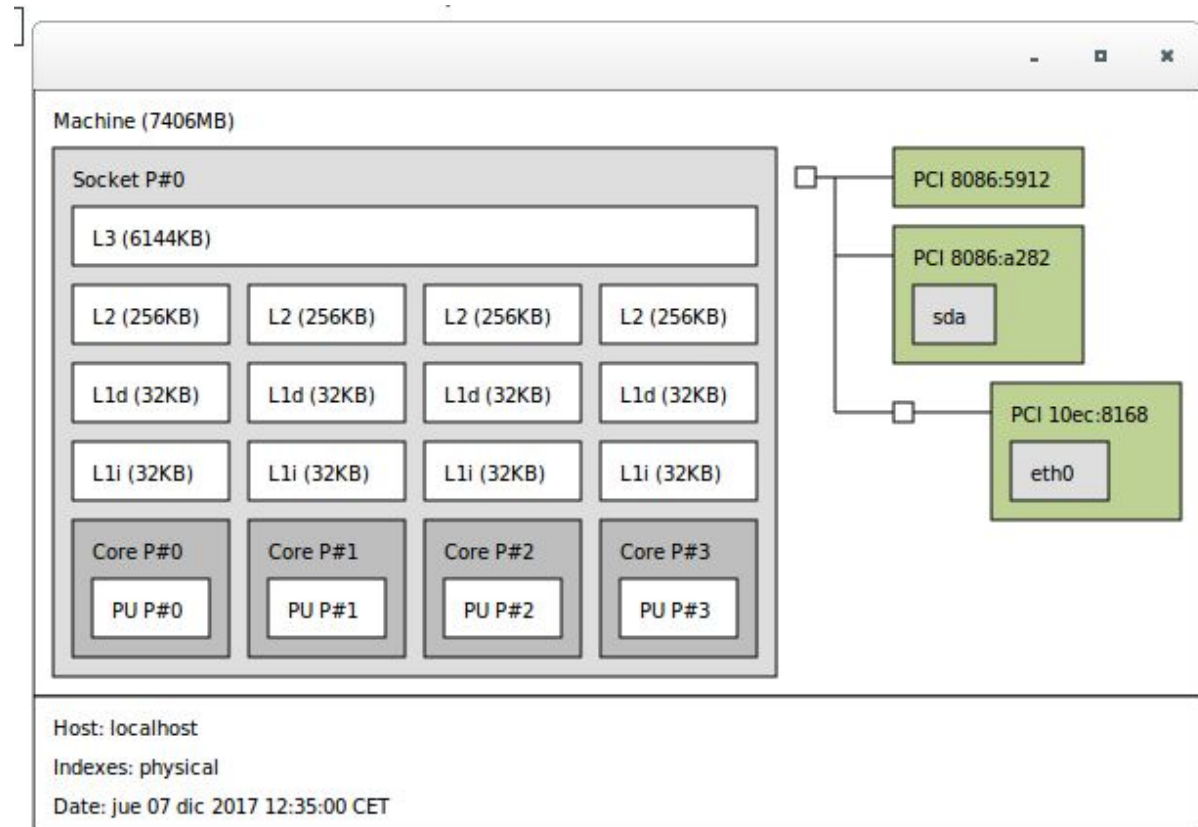 Machine (7406MB)
Socket P#0
L3 (6144KB)
L2 (256KB) L2 (256KB) L2 (256KB) L2 (256KB)
L1d (32KB) L1d (32KB) L1d (32KB) L1d (32KB)
L1i (32KB) L1i (32KB) L1i (32KB) L1i (32KB)
Core P#0 Core P#1 Core P#2 Core P#3
PU P#0 PU P#1 PU P#2 PU P#3
PCI 8086:5912
PCI 8086:a282
sda
PCI 10ec:8168
eth0
Host: localhost
Indexes: physical
Date: jue 07 dic 2017 12:35:00 CET